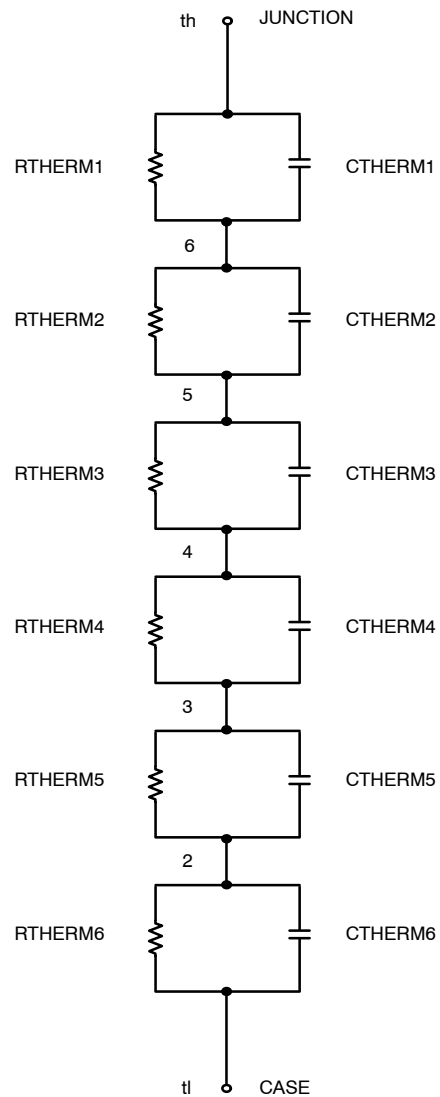 th JUNCTION
RTHERM1 CTHERM1
6
RTHERM2 CTHERM2
5
RTHERM3 CTHERM3
4
RTHERM4 CTHERM4
3
RTHERM5 CTHERM5
2
RTHERM6 CTHERM6
tl CASE